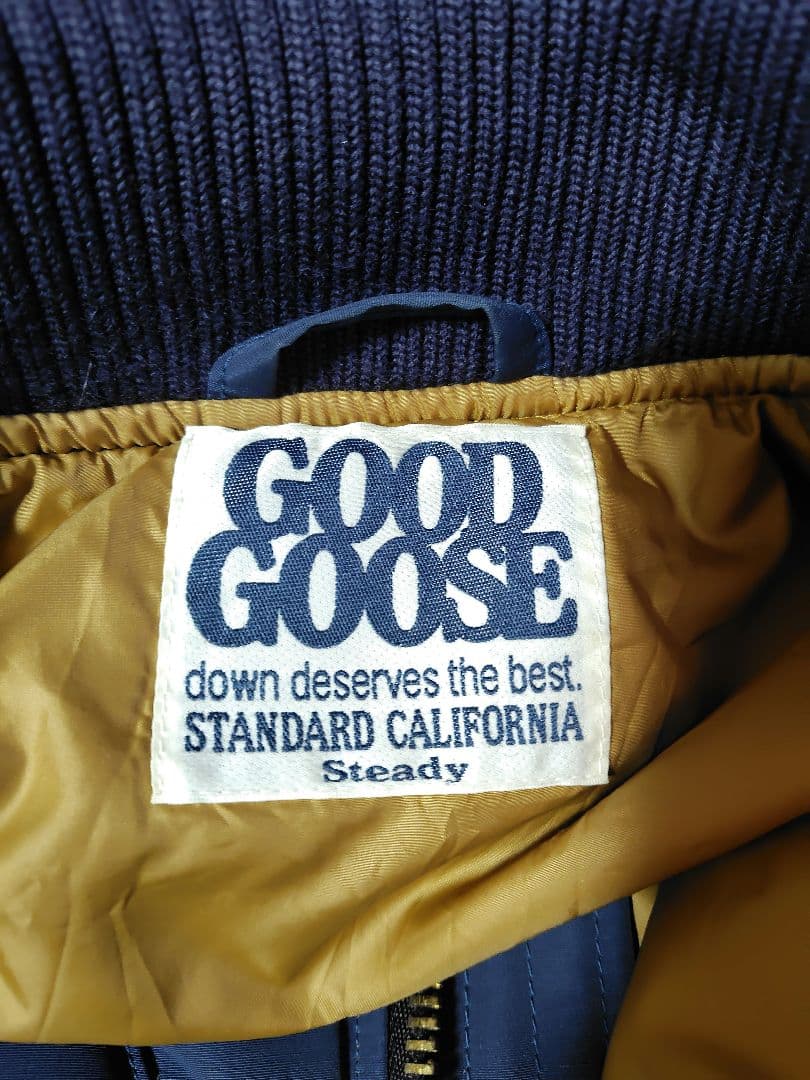 GOOD
GOOSE
down deserves the best.
STANDARD CALIFORNIA
Steady